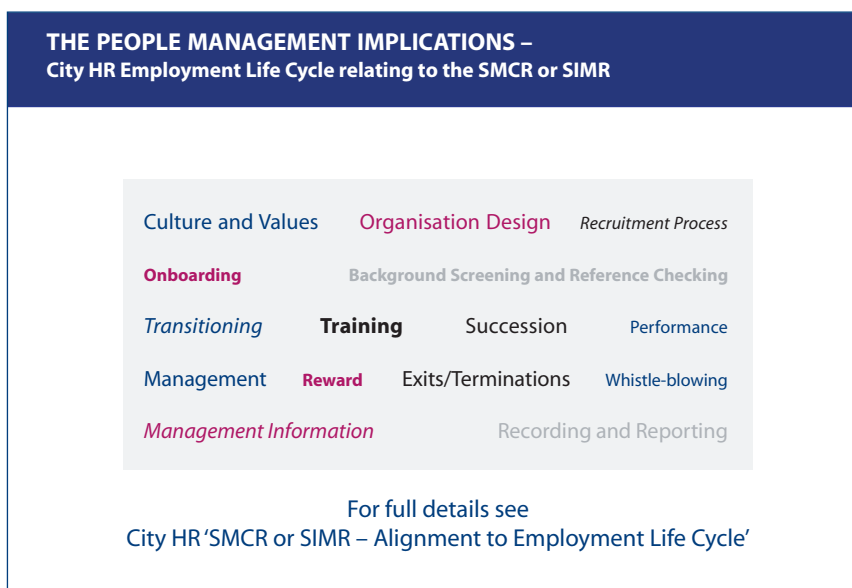 THE PEOPLE MANAGEMENT IMPLICATIONS –
City HR Employment Life Cycle relating to the SMCR or SIMR
Culture and Values Organisation Design Recruitment Process
Onboarding Background Screening and Reference Checking
Transitioning Training Succession Performance
Management Reward Exits/Terminations Whistle-blowing
Management Information Recording and Reporting
For full details see
City HR ‘SMCR or SIMR – Alignment to Employment Life Cycle’